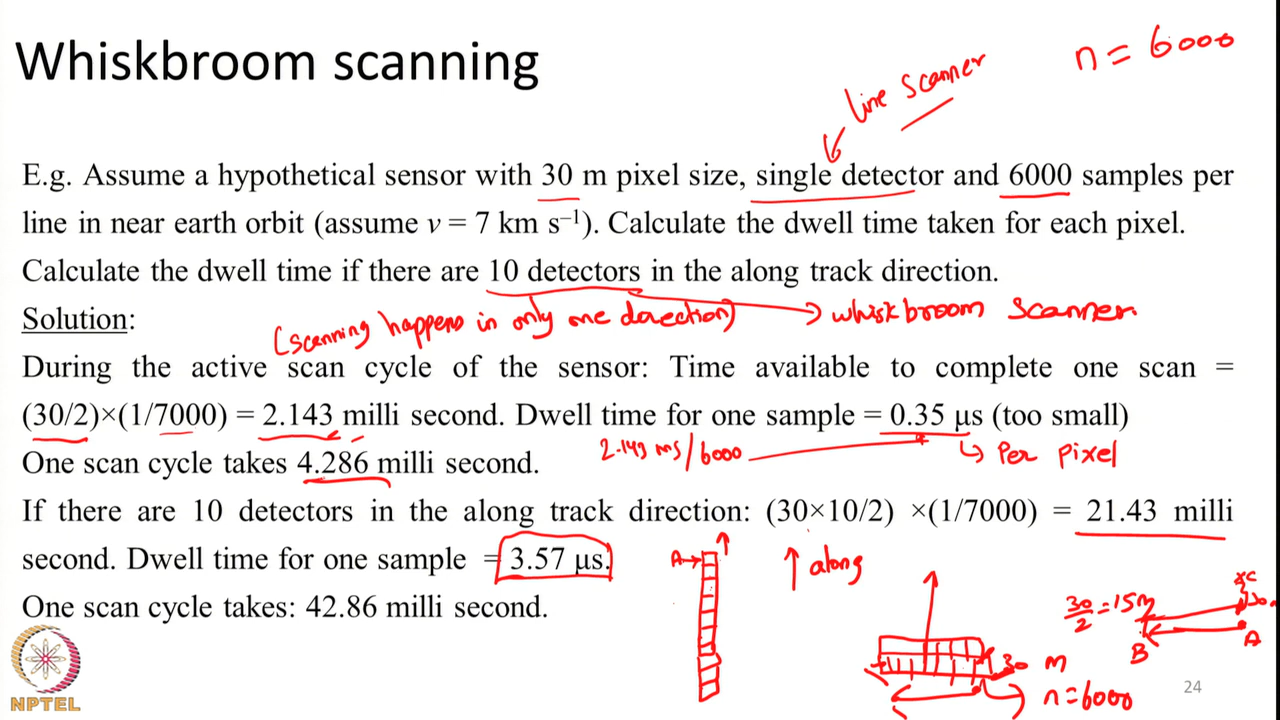 Whiskbroom scanning
n = 6000
line scanner
E.g. Assume a hypothetical sensor with 30 m pixel size, single detector and 6000 samples per
line in near earth orbit (assume v = 7 km s⁻¹). Calculate the dwell time taken for each pixel.
Calculate the dwell time if there are 10 detectors in the along track direction.
Solution:
(scanning happens in only one direction)
whiskbroom scanner
During the active scan cycle of the sensor: Time available to complete one scan =
(30/2)×(1/7000) = 2.143 milli second. Dwell time for one sample = 0.35 μs (too small)
One scan cycle takes 4.286 milli second.
2.143 ms/6000
Per pixel
If there are 10 detectors in the along track direction: (30×10/2) ×(1/7000) = 21.43 milli
second. Dwell time for one sample = 3.57 μs.
A
along
One scan cycle takes: 42.86 milli second.
30/2 = 15m
C
A
B
30 m
n=6000
NPTEL
24